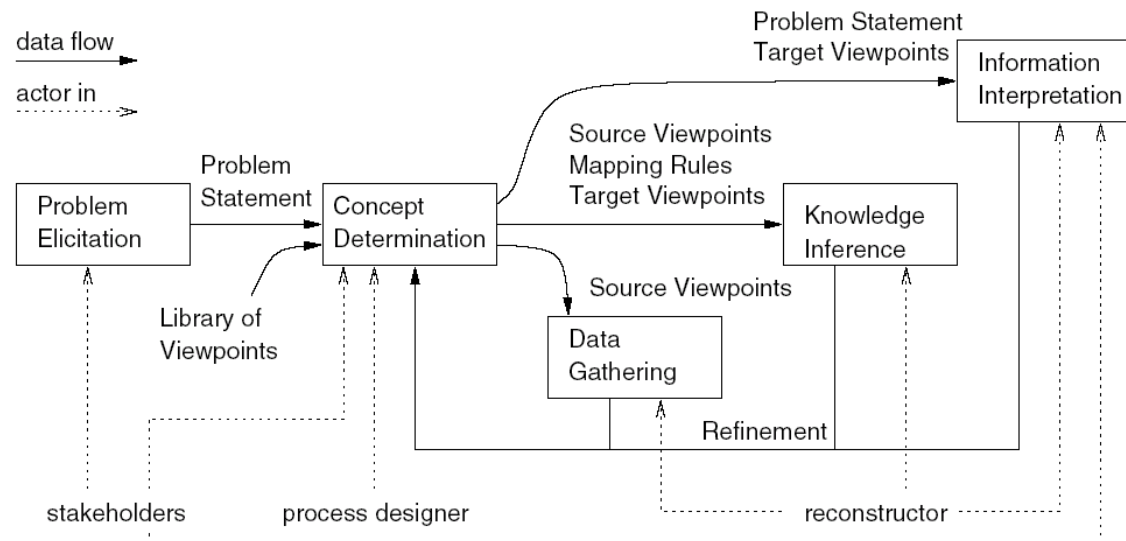 data flow
actor in
Problem Statement
Target Viewpoints
Information
Interpretation
Source Viewpoints
Mapping Rules
Target Viewpoints
Problem
Statement
Problem
Elicitation
Concept
Determination
Knowledge
Inference
Library of
Viewpoints
Source Viewpoints
Data
Gathering
Refinement
stakeholders
process designer
reconstructor